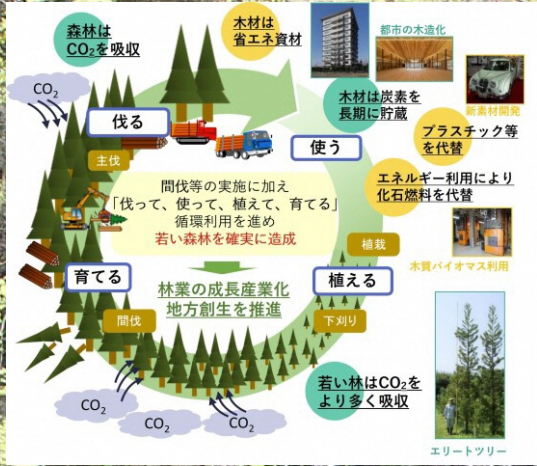 森林は
CO₂を吸収
木材は
省エネ資材
都市の木造化
CO₂
伐る
主伐
使う
木材は炭素を
長期に貯蔵
新素材開発
プラスチック等
を代替
エネルギー利用により
化石燃料を代替
間伐等の実施に加え
「伐って、使って、植えて、育てる」
循環利用を進め
若い森林を確実に造成
木質バイオマス利用
植栽
育てる
植える
林業の成長産業化
地方創生を推進
間伐
下刈り
若い林はCO₂を
より多く吸収
CO₂
CO₂
CO₂
エリートツリー